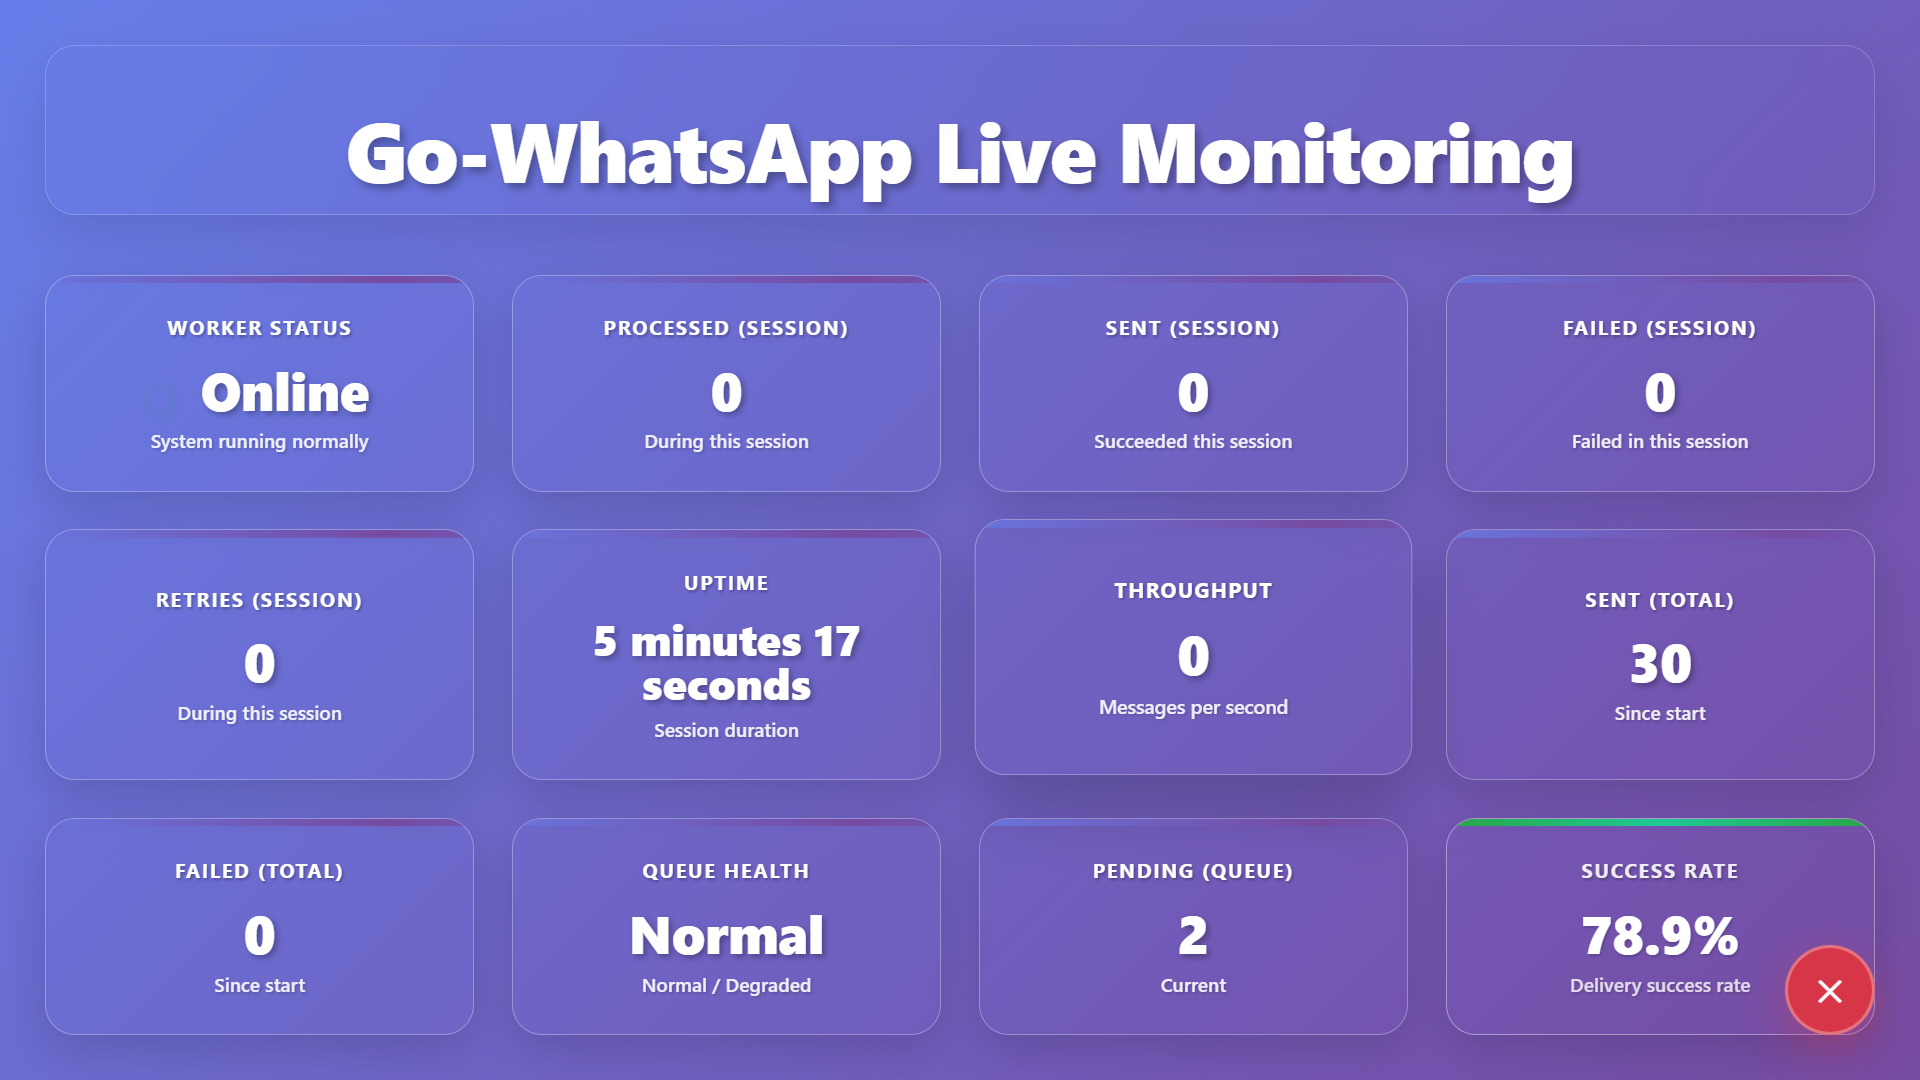 Go-WhatsApp Live Monitoring
WORKER STATUS
Online
System running normally
PROCESSED (SESSION)
0
During this session
SENT (SESSION)
0
Succeeded this session
FAILED (SESSION)
0
Failed in this session
RETRIES (SESSION)
0
During this session
UPTIME
5 minutes 17
seconds
Session duration
THROUGHPUT
0
Messages per second
SENT (TOTAL)
30
Since start
FAILED (TOTAL)
0
Since start
QUEUE HEALTH
Normal
Normal / Degraded
PENDING (QUEUE)
2
Current
SUCCESS RATE
78.9%
Delivery success rate